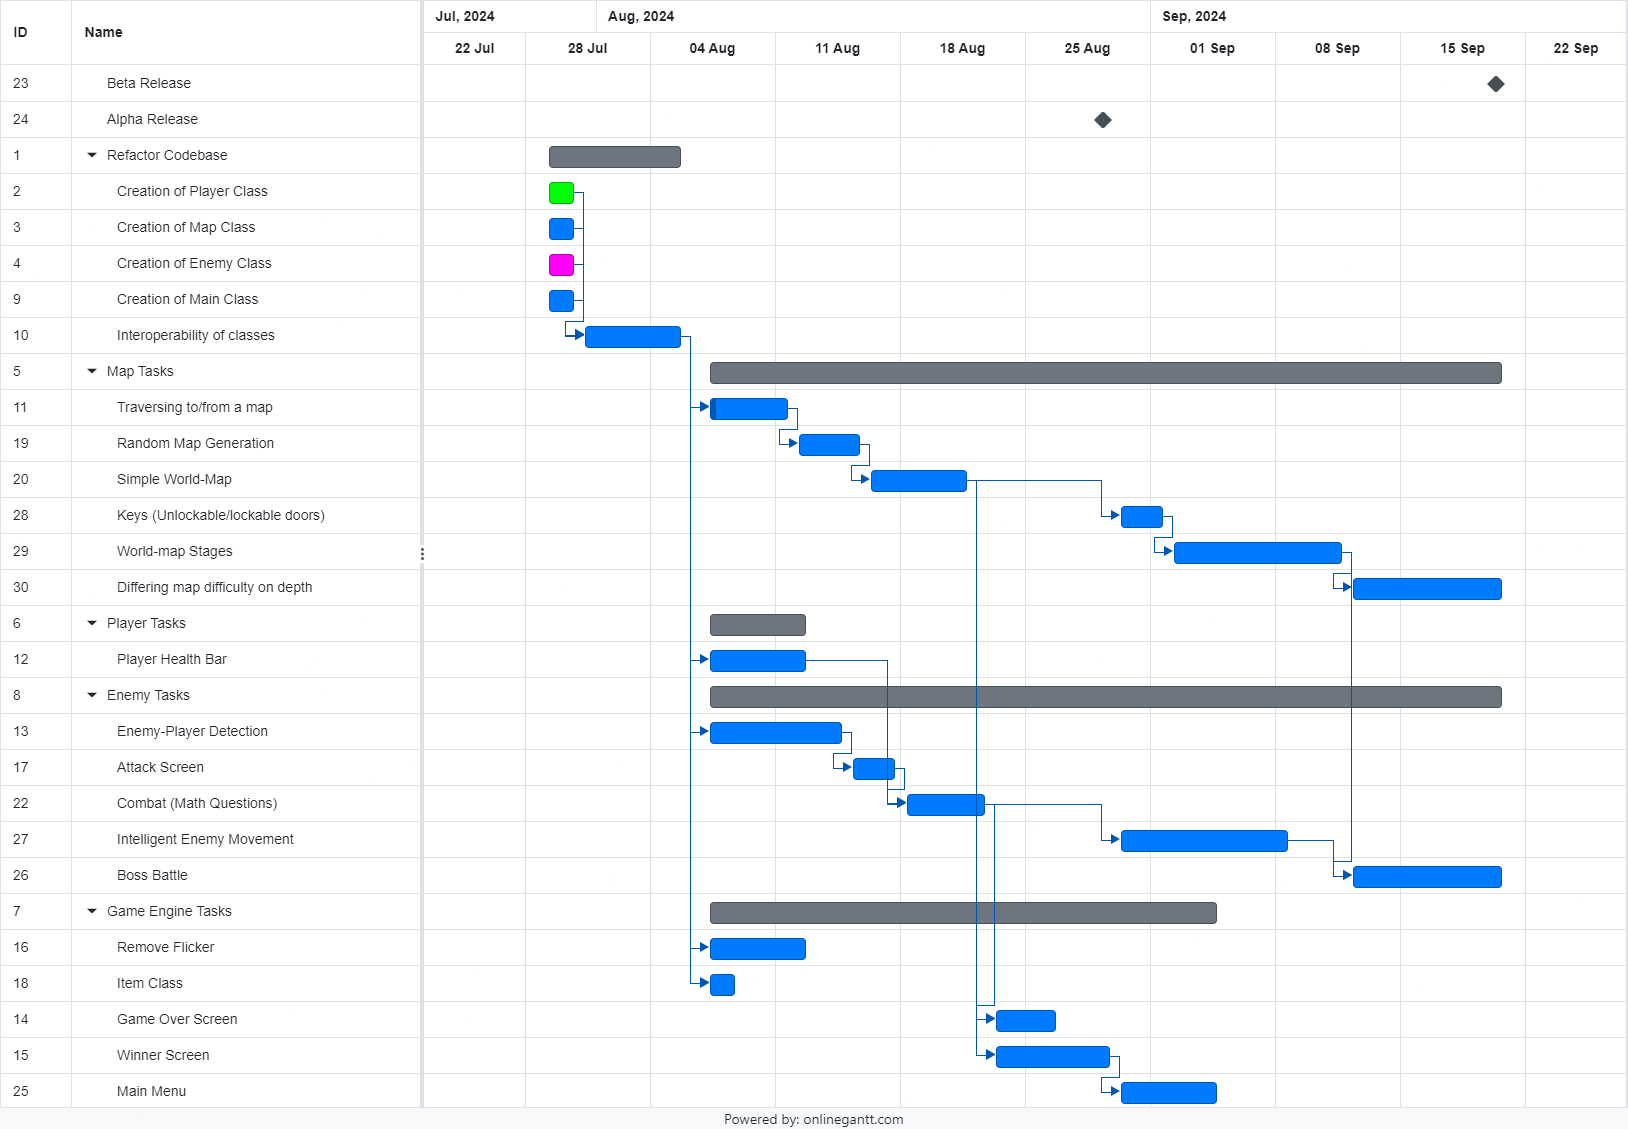 Jul, 2024 Aug, 2024 Sep, 2024
ID Name
22 Jul 28 Jul 04 Aug 11 Aug 18 Aug 25 Aug 01 Sep 08 Sep 15 Sep 22 Sep
23 Beta Release
24 Alpha Release
1 Refactor Codebase
2 Creation of Player Class
3 Creation of Map Class
4 Creation of Enemy Class
9 Creation of Main Class
10 Interoperability of classes
5 Map Tasks
11 Traversing to/from a map
19 Random Map Generation
20 Simple World-Map
28 Keys (Unlockable/lockable doors)
29 World-map Stages
30 Differing map difficulty on depth
6 Player Tasks
12 Player Health Bar
8 Enemy Tasks
13 Enemy-Player Detection
17 Attack Screen
22 Combat (Math Questions)
27 Intelligent Enemy Movement
26 Boss Battle
7 Game Engine Tasks
16 Remove Flicker
18 Item Class
14 Game Over Screen
15 Winner Screen
25 Main Menu
Powered by: onlinegantt.com